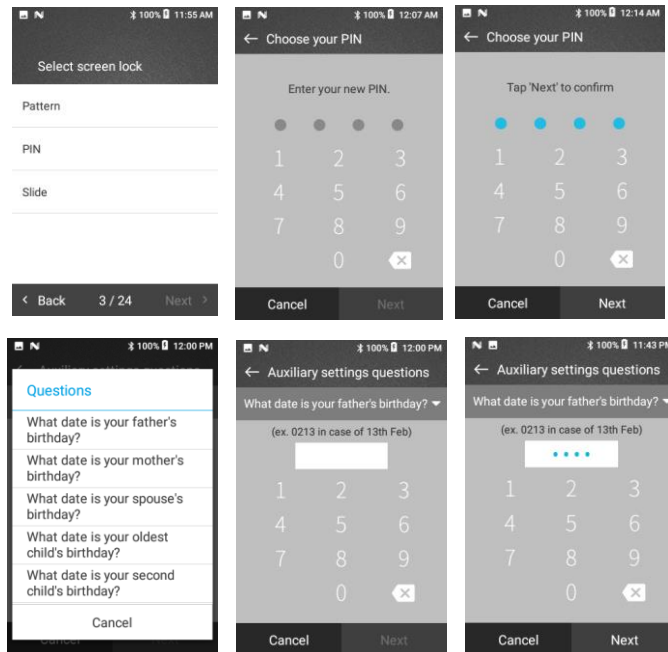 100% 11:55 AM
Select screen lock
Pattern
PIN
Slide
Back 3 / 24 Next
100% 12:07 AM
Choose your PIN
Enter your new PIN.
1 2 3
4 5 6
7 8 9
0
Cancel Next
100% 12:14 AM
Choose your PIN
Tap 'Next' to confirm
1 2 3
4 5 6
7 8 9
0
Cancel Next
100% 12:00 PM
Questions
What date is your father's
birthday?
What date is your mother's
birthday?
What date is your spouse's
birthday?
What date is your oldest
child's birthday?
What date is your second
child's birthday?
Cancel
100% 12:00 PM
Auxiliary settings questions
What date is your father's birthday?
(ex. 0213 in case of 13th Feb)
1 2 3
4 5 6
7 8 9
0
Cancel Next
100% 11:43 PM
Auxiliary settings questions
What date is your father's birthday?
(ex. 0213 in case of 13th Feb)
1 2 3
4 5 6
7 8 9
0
Cancel Next